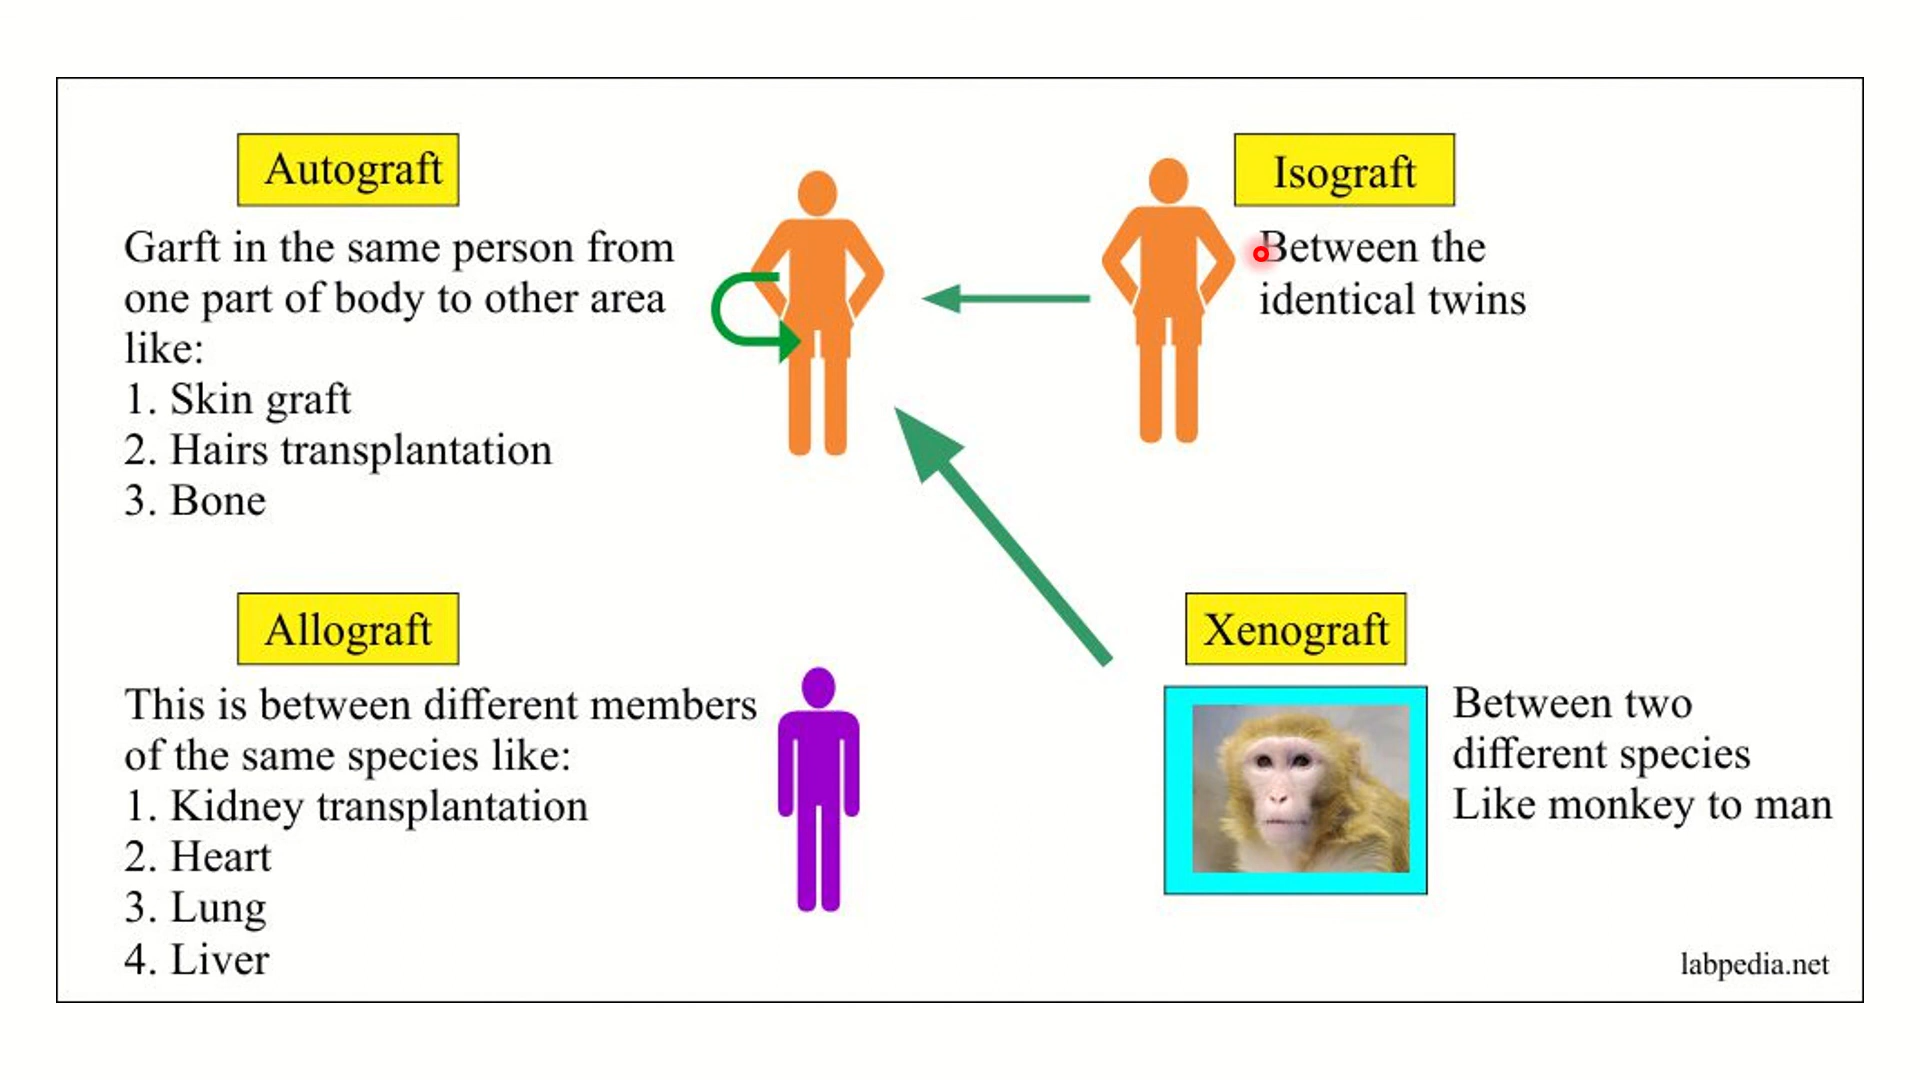 Autograft
Garft in the same person from
one part of body to other area
like:
1. Skin graft
2. Hairs transplantation
3. Bone
Isograft
Between the
identical twins
Allograft
This is between different members
of the same species like:
1. Kidney transplantation
2. Heart
3. Lung
4. Liver
Xenograft
Between two
different species
Like monkey to man
labpedia.net